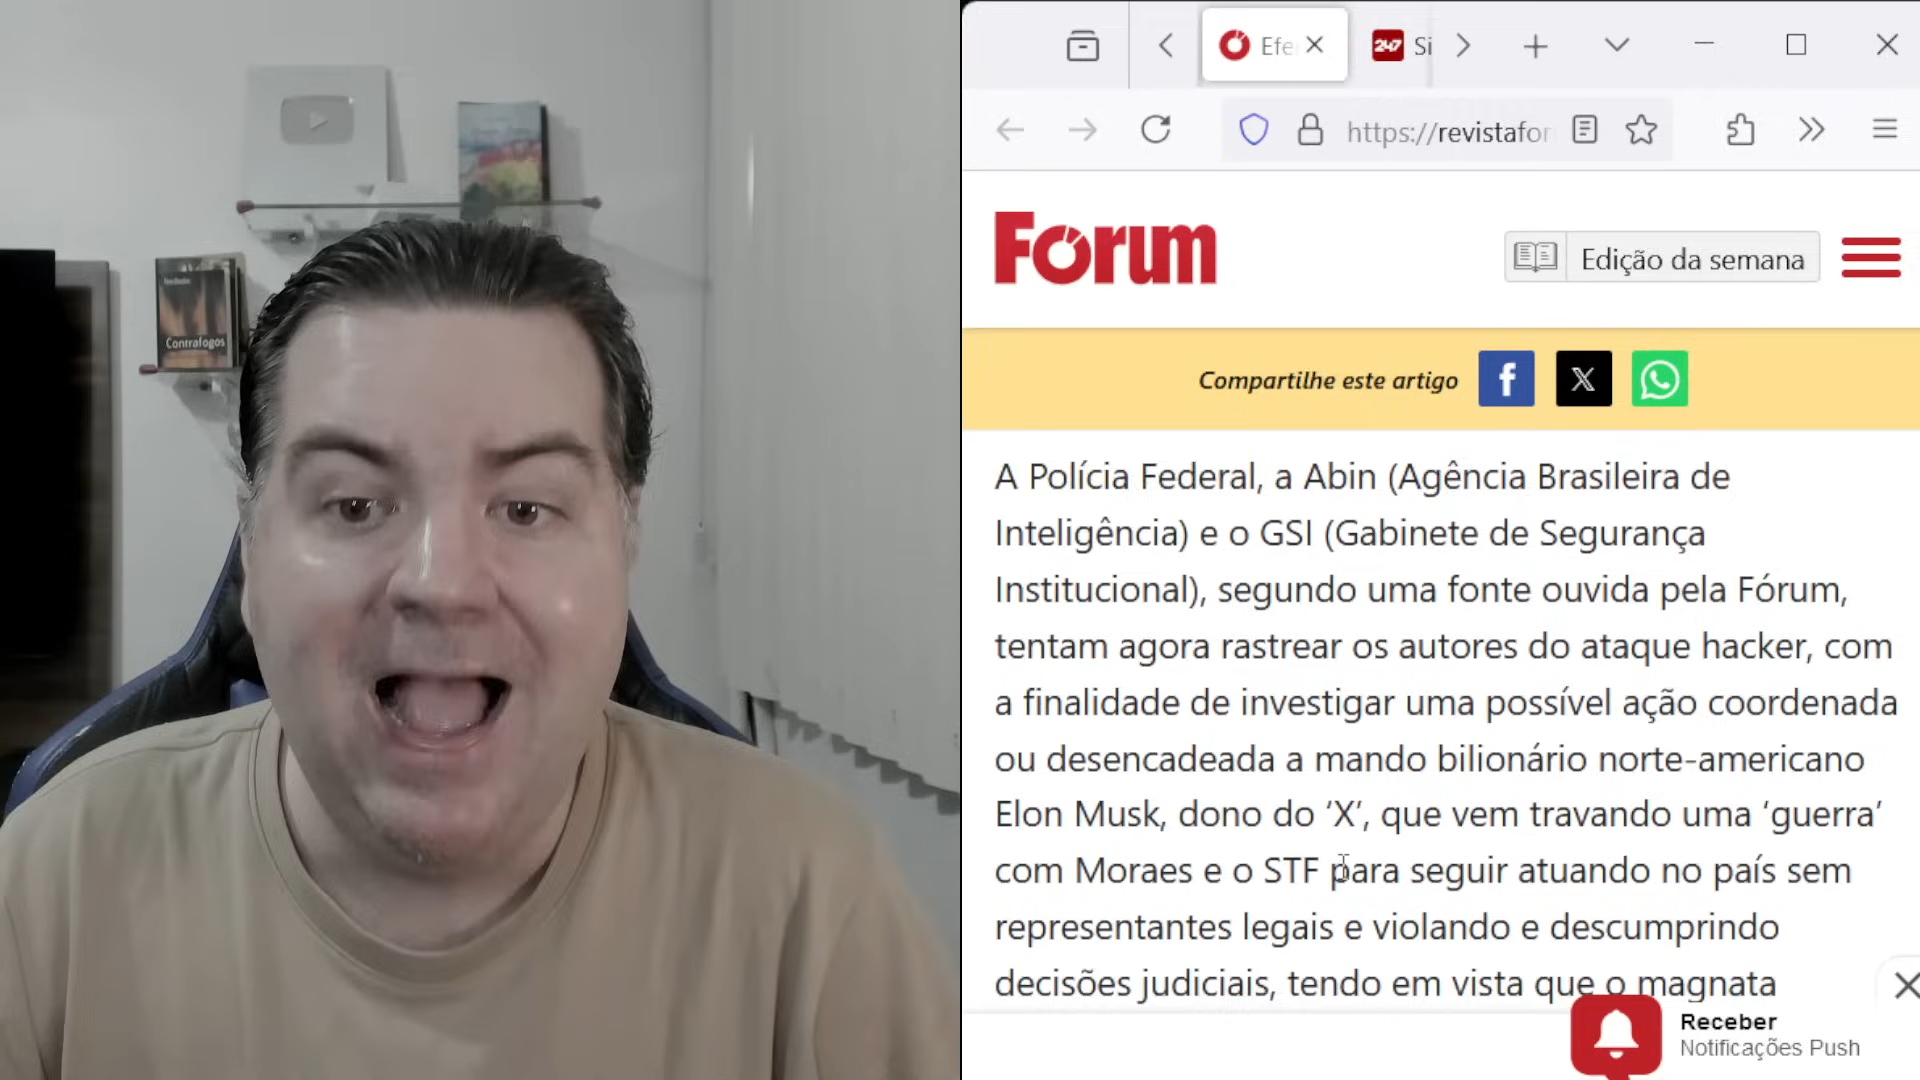 Contrafogos
Efe
247
Si
https://revistafor
Fórum
Edição da semana
Compartilhe este artigo
A Polícia Federal, a Abin (Agência Brasileira de
Inteligência) e o GSI (Gabinete de Segurança
Institucional), segundo uma fonte ouvida pela Fórum,
tentam agora rastrear os autores do ataque hacker, com
a finalidade de investigar uma possível ação coordenada
ou desencadeada a mando bilionário norte-americano
Elon Musk, dono do ‘X’, que vem travando uma ‘guerra’
com Moraes e o STF para seguir atuando no país sem
representantes legais e violando e descumprindo
decisões judiciais, tendo em vista que o magnata
Receber
Notificações Push